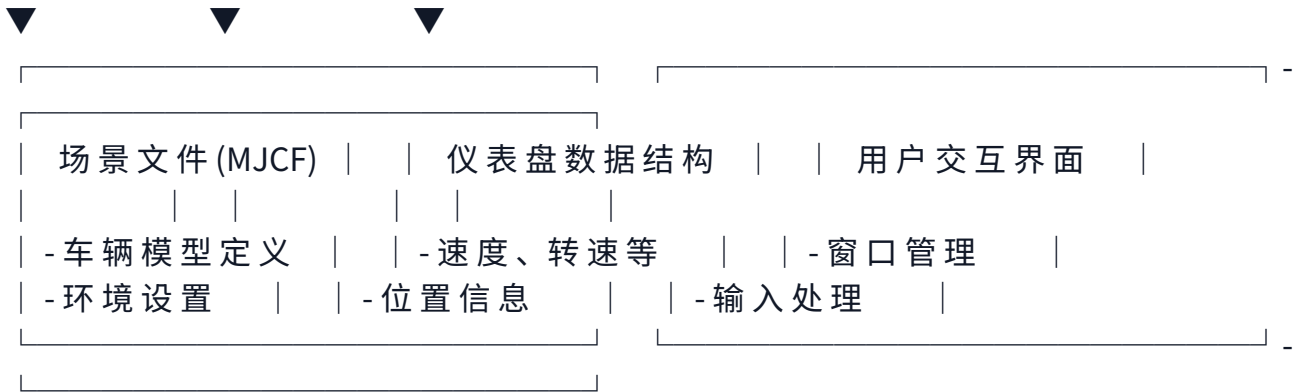 ▼ ▼ ▼
┌──────────────────┐ ┌───────────────────┐ -
┌──────────────────┐
│ 场景文件(MJCF) │ │ 仪表盘数据结构 │ │ 用户交互界面 │
│ │ │ │ │ │
│ -车辆模型定义 │ │ -速度、转速等 │ │ -窗口管理 │
│ -环境设置 │ │ -位置信息 │ │ -输入处理 │
└──────────────────┘ └───────────────────┘ -
└──────────────────┘